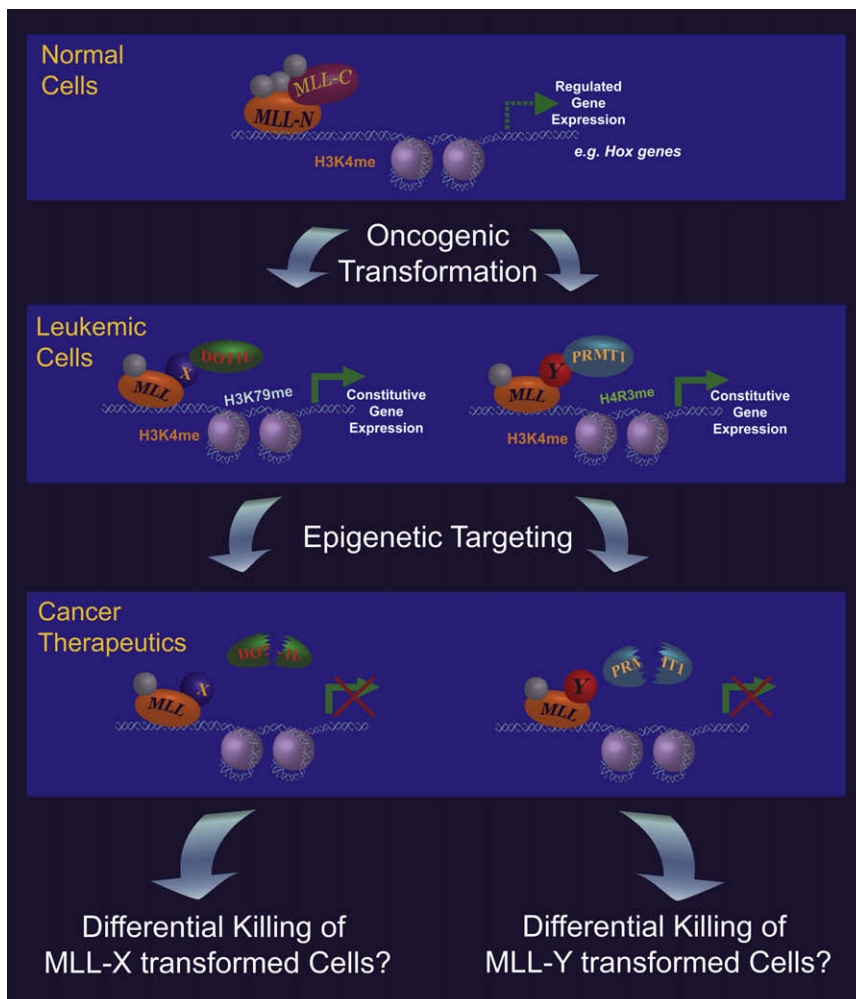 Normal
Cells
MLL-C
MLL-N
H3K4me
Regulated
Gene
Expression
e.g. Hox genes
Oncogenic
Transformation
Leukemic
Cells
X
DOT1L
MLL
H3K79me
H3K4me
Constitutive
Gene
Expression
Y
PRMT1
MLL
H4R3me
H3K4me
Constitutive
Gene
Expression
Epigenetic Targeting
Cancer
Therapeutics
MLL
X
MLL
Y
PRM
MT1
Differential Killing of
MLL-X transformed Cells?
Differential Killing of
MLL-Y transformed Cells?